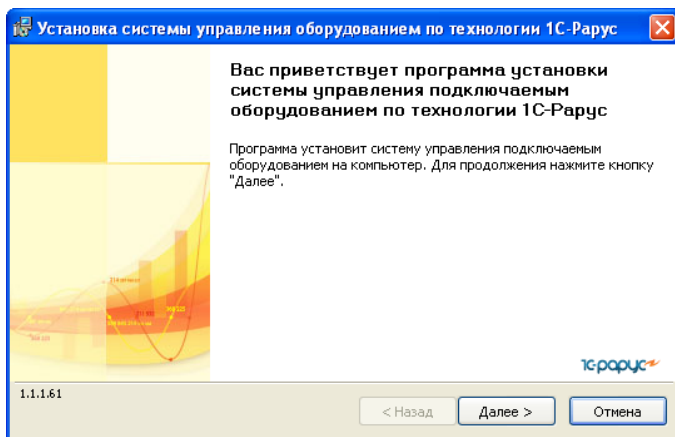 Установка системы управления оборудованием по технологии 1С-Рарус
Вас приветствует программа установки
системы управления подключаемым
оборудованием по технологии 1С-Рарус
Программа установит систему управления подключаемым
оборудованием на компьютер. Для продолжения нажмите кнопку
"Далее".
1С-рарус
1.1.1.61
< Назад
Далее >
Отмена